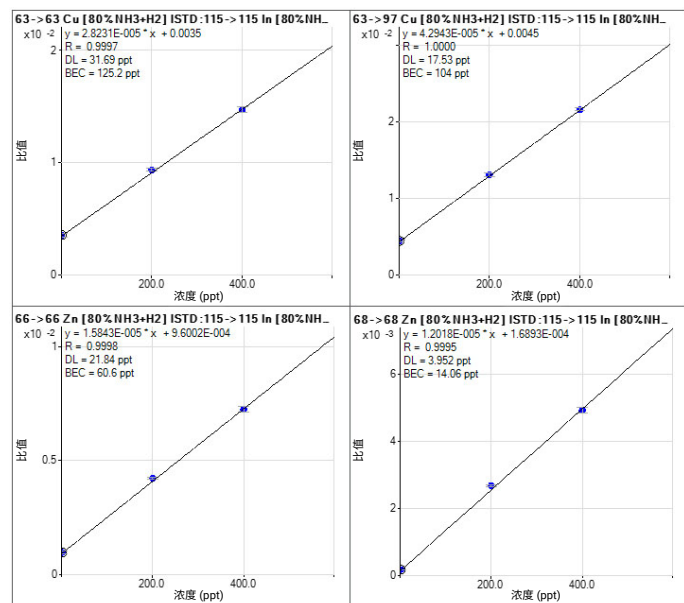 63->63 Cu [80%NH3+H2] ISTD:115->115 In [80%NH_
x10 -2
y = 2.8231E-005 * x + 0.0035
R = 0.9997
DL = 31.69 ppt
BEC = 125.2 ppt
2
1
0
比值
200.0
400.0
浓度 (ppt)
63->97 Cu [80%NH3+H2] ISTD:115->115 In [80%NH_
x10 -2
y = 4.2943E-005 * x + 0.0045
R = 1.0000
DL = 17.53 ppt
BEC = 104 ppt
2
1
0
比值
200.0
400.0
浓度 (ppt)
66->66 Zn [80%NH3+H2] ISTD:115->115 In [80%NH_
x10 -2
y = 1.5843E-005 * x + 9.6002E-004
R = 0.9998
DL = 21.84 ppt
BEC = 60.6 ppt
1
0.5
0
比值
200.0
400.0
浓度 (ppt)
68->68 Zn [80%NH3+H2] ISTD:115->115 In [80%NH_
x10 -3
y = 1.2018E-005 * x + 1.6893E-004
R = 0.9995
DL = 3.952 ppt
BEC = 14.06 ppt
6
4
2
0
比值
200.0
400.0
浓度 (ppt)